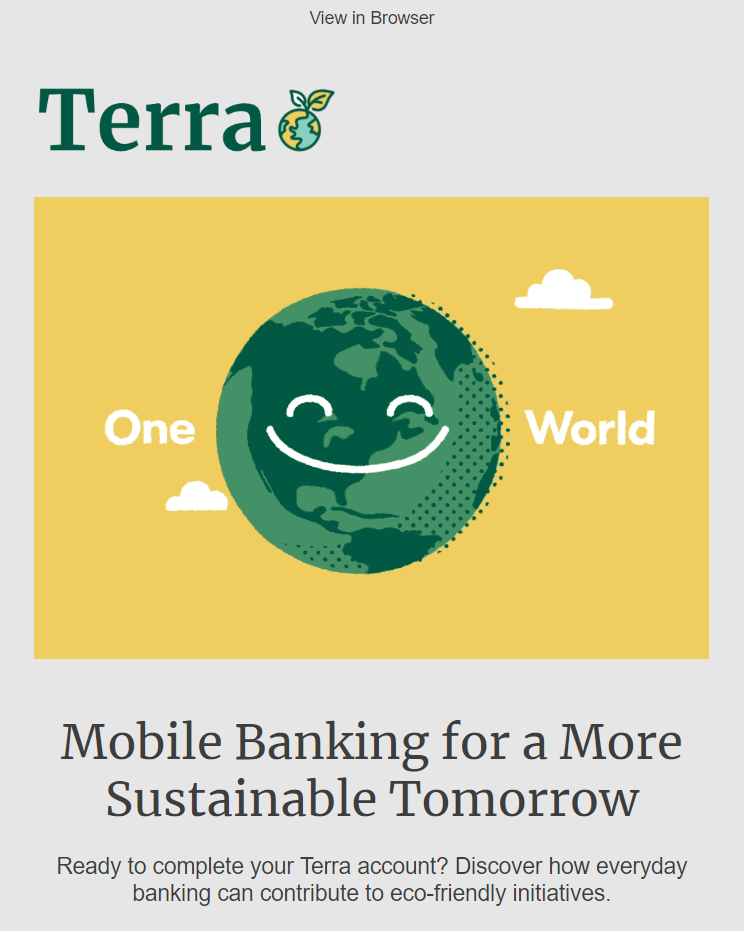 View in Browser
Terra
One World
Mobile Banking for a More
Sustainable Tomorrow
Ready to complete your Terra account? Discover how everyday
banking can contribute to eco-friendly initiatives.